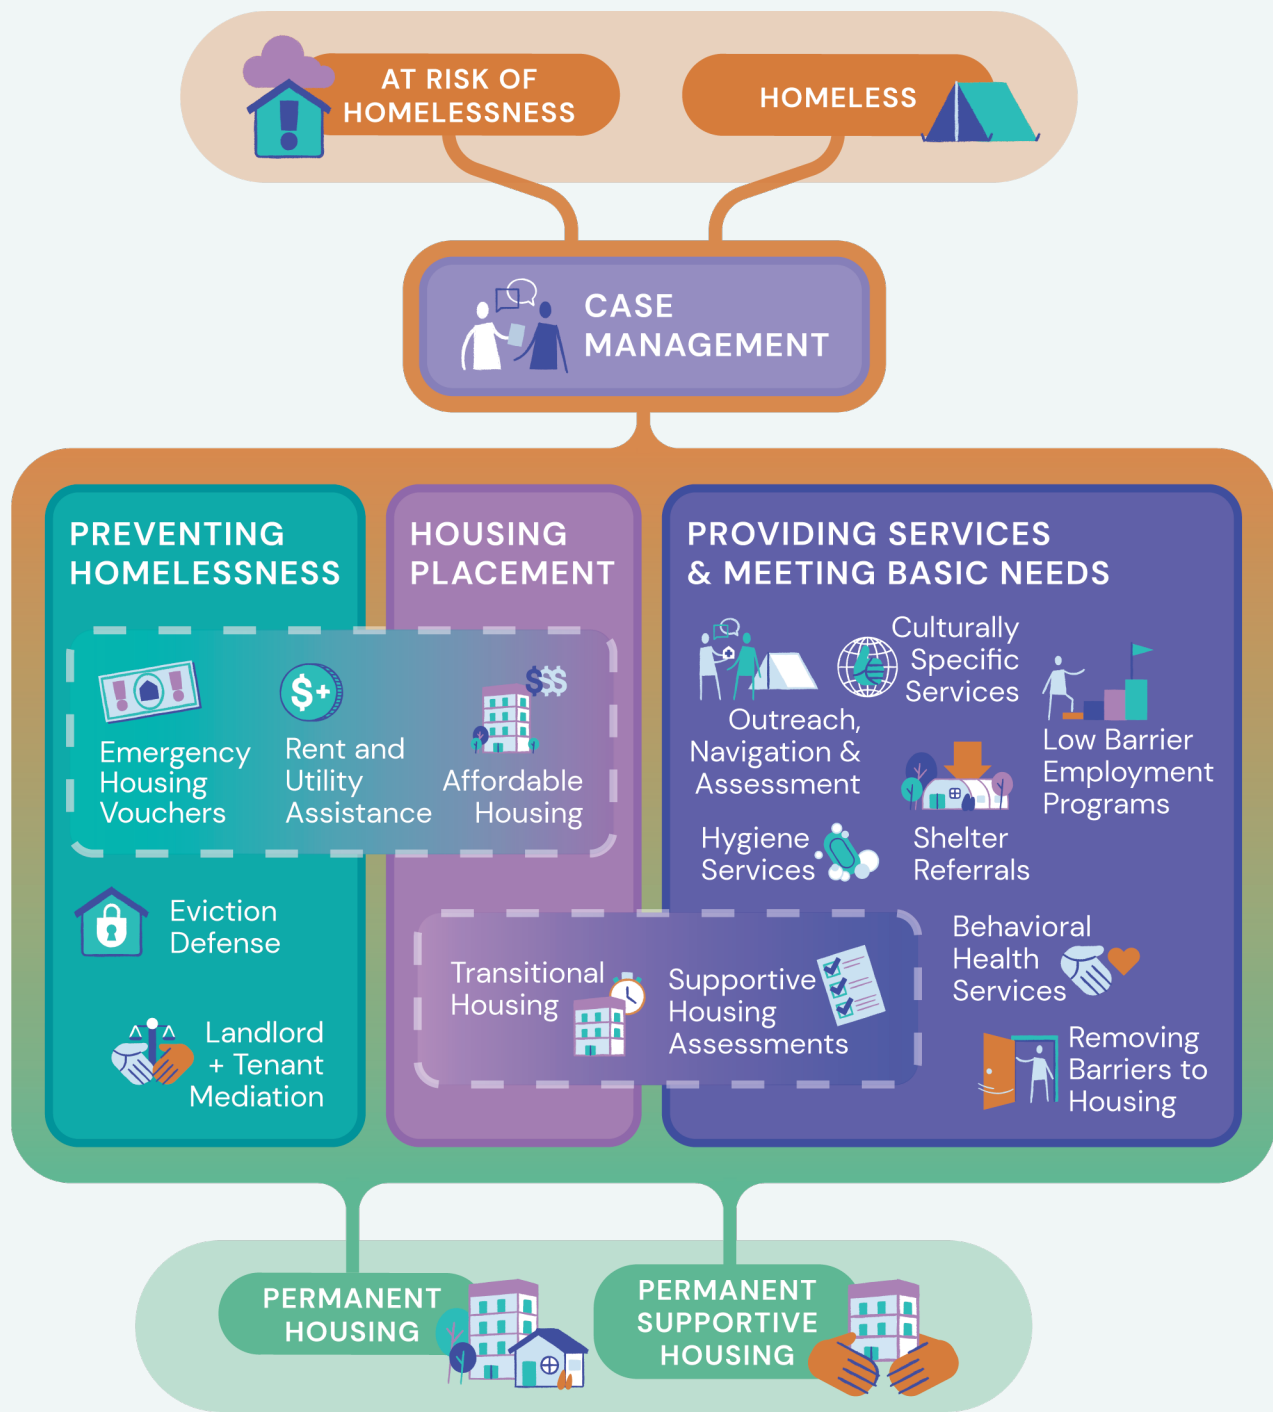 AT RISK OF
HOMELESSNESS
HOMELESS
CASE
MANAGEMENT
PREVENTING
HOMELESSNESS
HOUSING
PLACEMENT
PROVIDING SERVICES
& MEETING BASIC NEEDS
$+
$$$
Emergency
Housing
Vouchers
Rent and
Utility
Assistance
Affordable
Housing
Eviction
Defense
Landlord
+ Tenant
Mediation
Transitional
Housing
Supportive
Housing
Assessments
Outreach,
Navigation &
Assessment
Culturally
Specific
Services
Low Barrier
Employment
Programs
Hygiene
Services
Shelter
Referrals
Behavioral
Health
Services
Removing
Barriers to
Housing
PERMANENT
HOUSING
PERMANENT
SUPPORTIVE
HOUSING